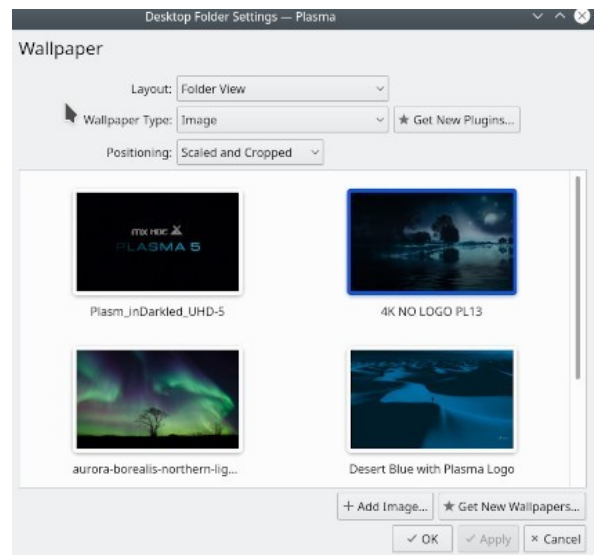 Desktop Folder Settings — Plasma
Wallpaper
Layout: Folder View
Wallpaper Type: Image ★ Get New Plugins...
Positioning: Scaled and Cropped
PLASMA 5
Plasm_inDarkled_UHD-5 4K NO LOGO PL13
aurora-borealis-northern-lig... Desert Blue with Plasma Logo
+ Add Image... ★ Get New Wallpapers...
✓ OK ✓ Apply × Cancel